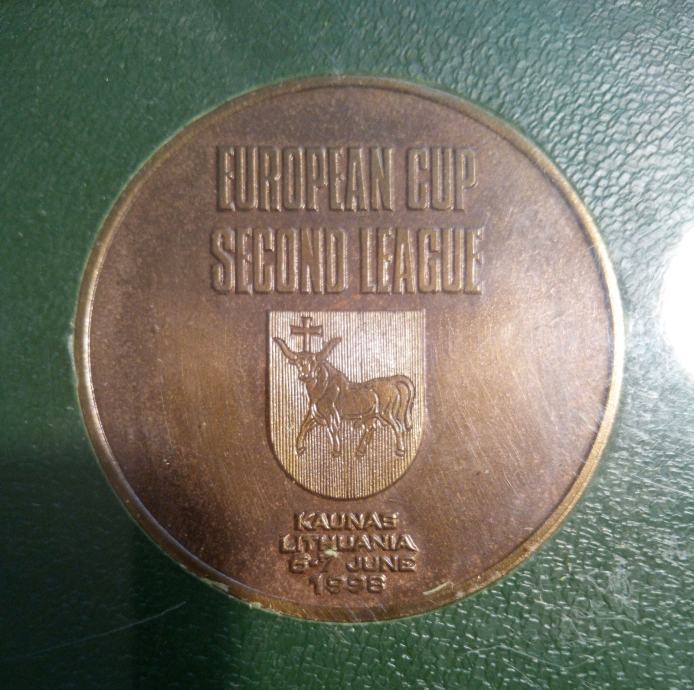 EUROPEAN CUP
SECOND LEAGUE
KAUNAS
LITHUANIA
6-7 JUNE
1998